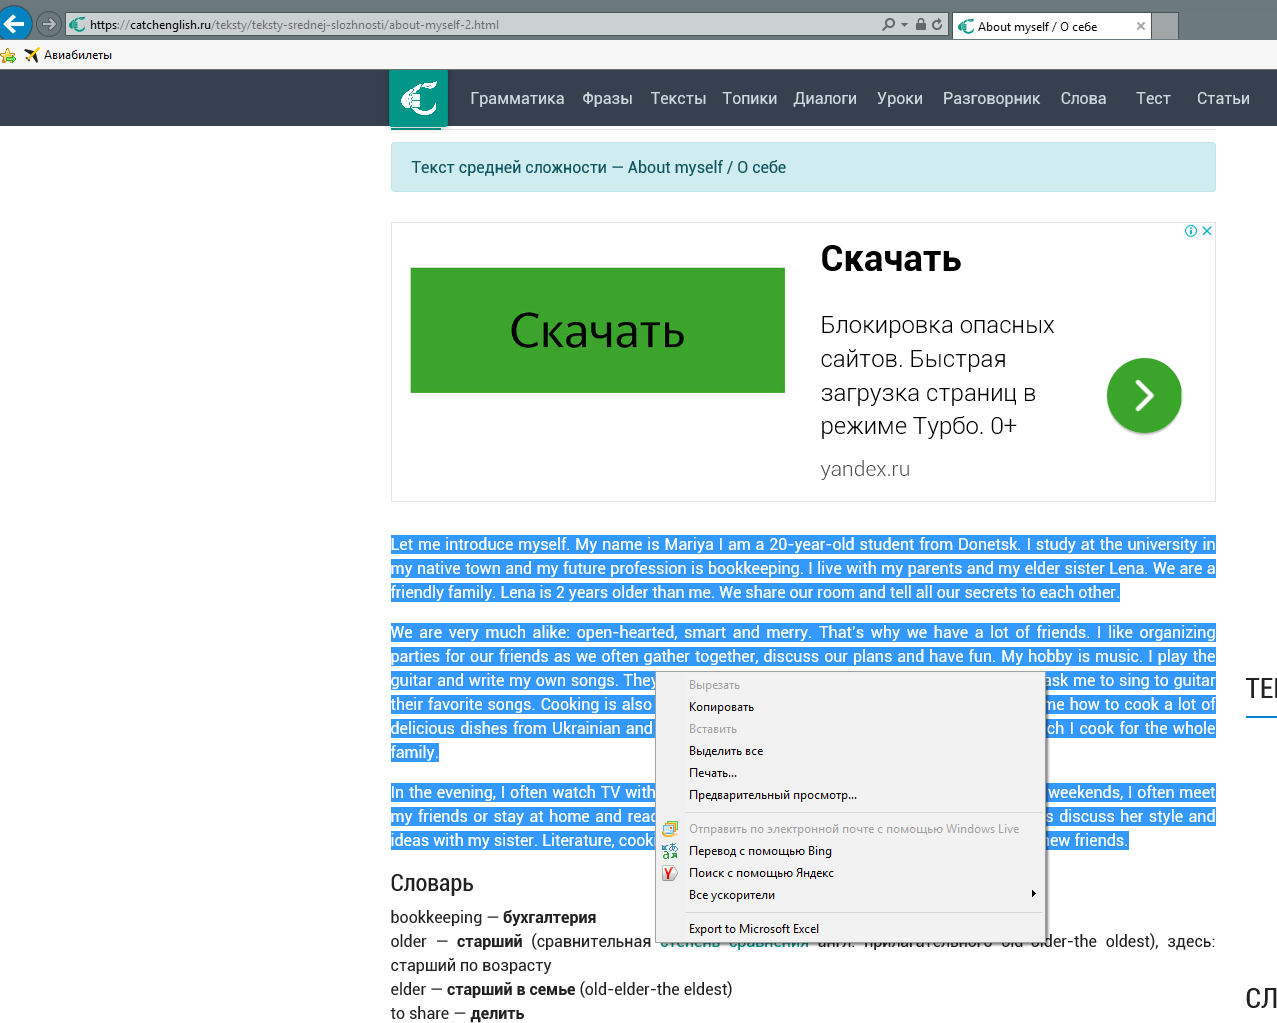 https://catchenglish.ru/teksty/teksty-srednej-slozhnosti/about-myself-2.html
About myself / О себе
Авиабилеты
Грамматика Фразы Тексты Топики Диалоги Уроки Разговорник Слова Тест Статьи
Текст средней сложности — About myself / О себе
Скачать
Скачать
Блокировка опасных
сайтов. Быстрая
загрузка страниц в
режиме Турбо. 0+
yandex.ru
Let me introduce myself. My name is Mariya I am a 20-year-old student from Donetsk. I study at the university in
my native town and my future profession is bookkeeping. I live with my parents and my elder sister Lena. We are a
friendly family. Lena is 2 years older than me. We share our room and tell all our secrets to each other.
We are very much alike: open-hearted, smart and merry. That's why we have a lot of friends. I like organizing
parties for our friends as we often gather together, discuss our plans and have fun. My hobby is music. I play the
guitar and write my own songs. They ask me to sing to guitar
their favorite songs. Cooking is also me how to cook a lot of
delicious dishes from Ukrainian and ch I cook for the whole
family.
In the evening, I often watch TV with weekends, I often meet
my friends or stay at home and read s discuss her style and
ideas with my sister. Literature, cooki new friends.
Вырезать
Копировать
Вставить
Выделить все
Печать...
Предварительный просмотр...
Отправить по электронной почте с помощью Windows Live
Перевод с помощью Bing
Поиск с помощью Яндекс
Все ускорители
Export to Microsoft Excel
Словарь
bookkeeping — бухгалтерия
older — старший (сравнительная степень сравнения англ. прилагательного old-older-the oldest), здесь:
старший по возрасту
elder — старший в семье (old-elder-the eldest)
to share — делить
ТЕ
СЛ